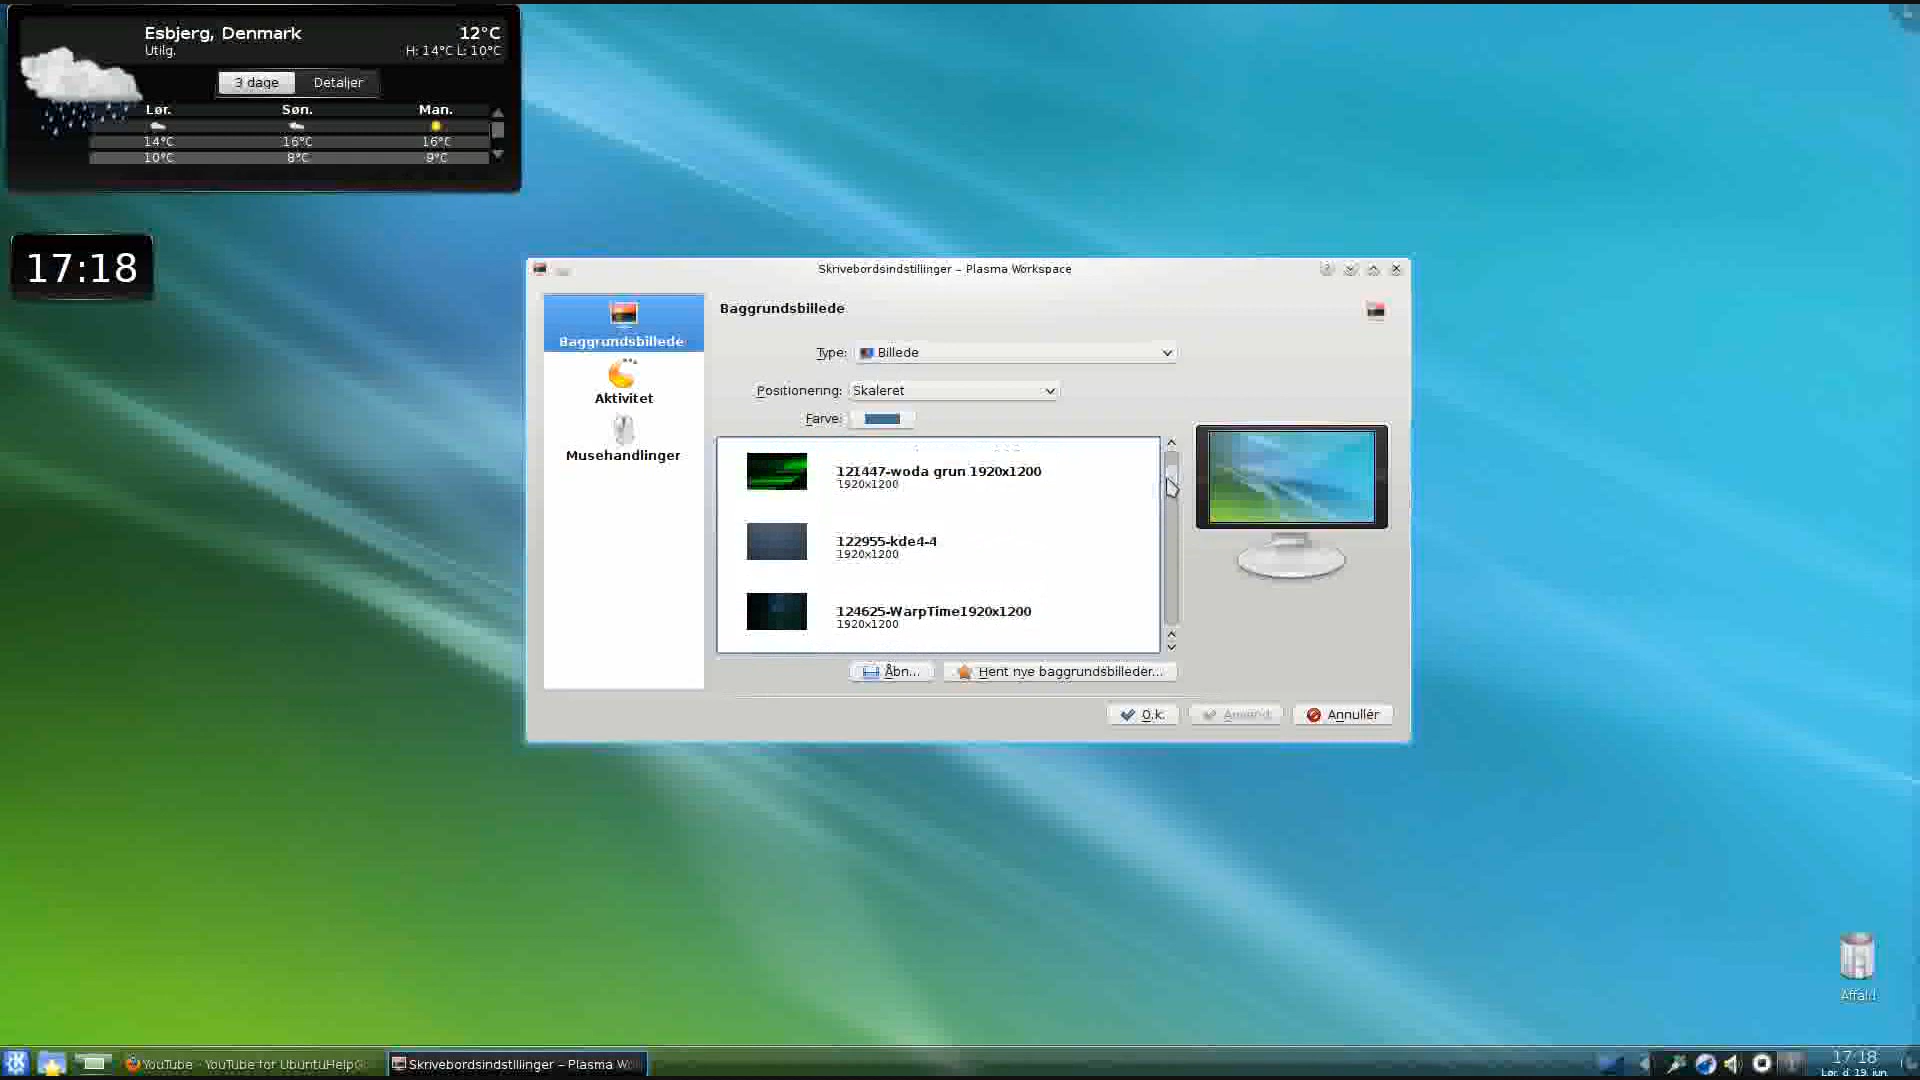 Esbjerg, Denmark
12°C
Utilg.
H: 14°C L: 10°C
3 dage
Detaljer
Lør.
Søn.
Man.
14°C
16°C
16°C
10°C
8°C
9°C
17:18
Skrivebordsindstillinger – Plasma Workspace
Baggrundsbillede
Aktivitet
Musehandlinger
Baggrundsbillede
Type:
Billede
Positionering:
Skaleret
Farve:
121447-woda grun 1920x1200
1920x1200
122955-kde4-4
1920x1200
124625-WarpTime1920x1200
1920x1200
Åbn...
Hent nye baggrundsbilleder...
O.k.
Anvend
Annullér
Affald
YouTube - YouTube for UbuntuHelpG
Skrivebordsindstillinger – Plasma Wo
17:18
Lør. d. 19. jun.